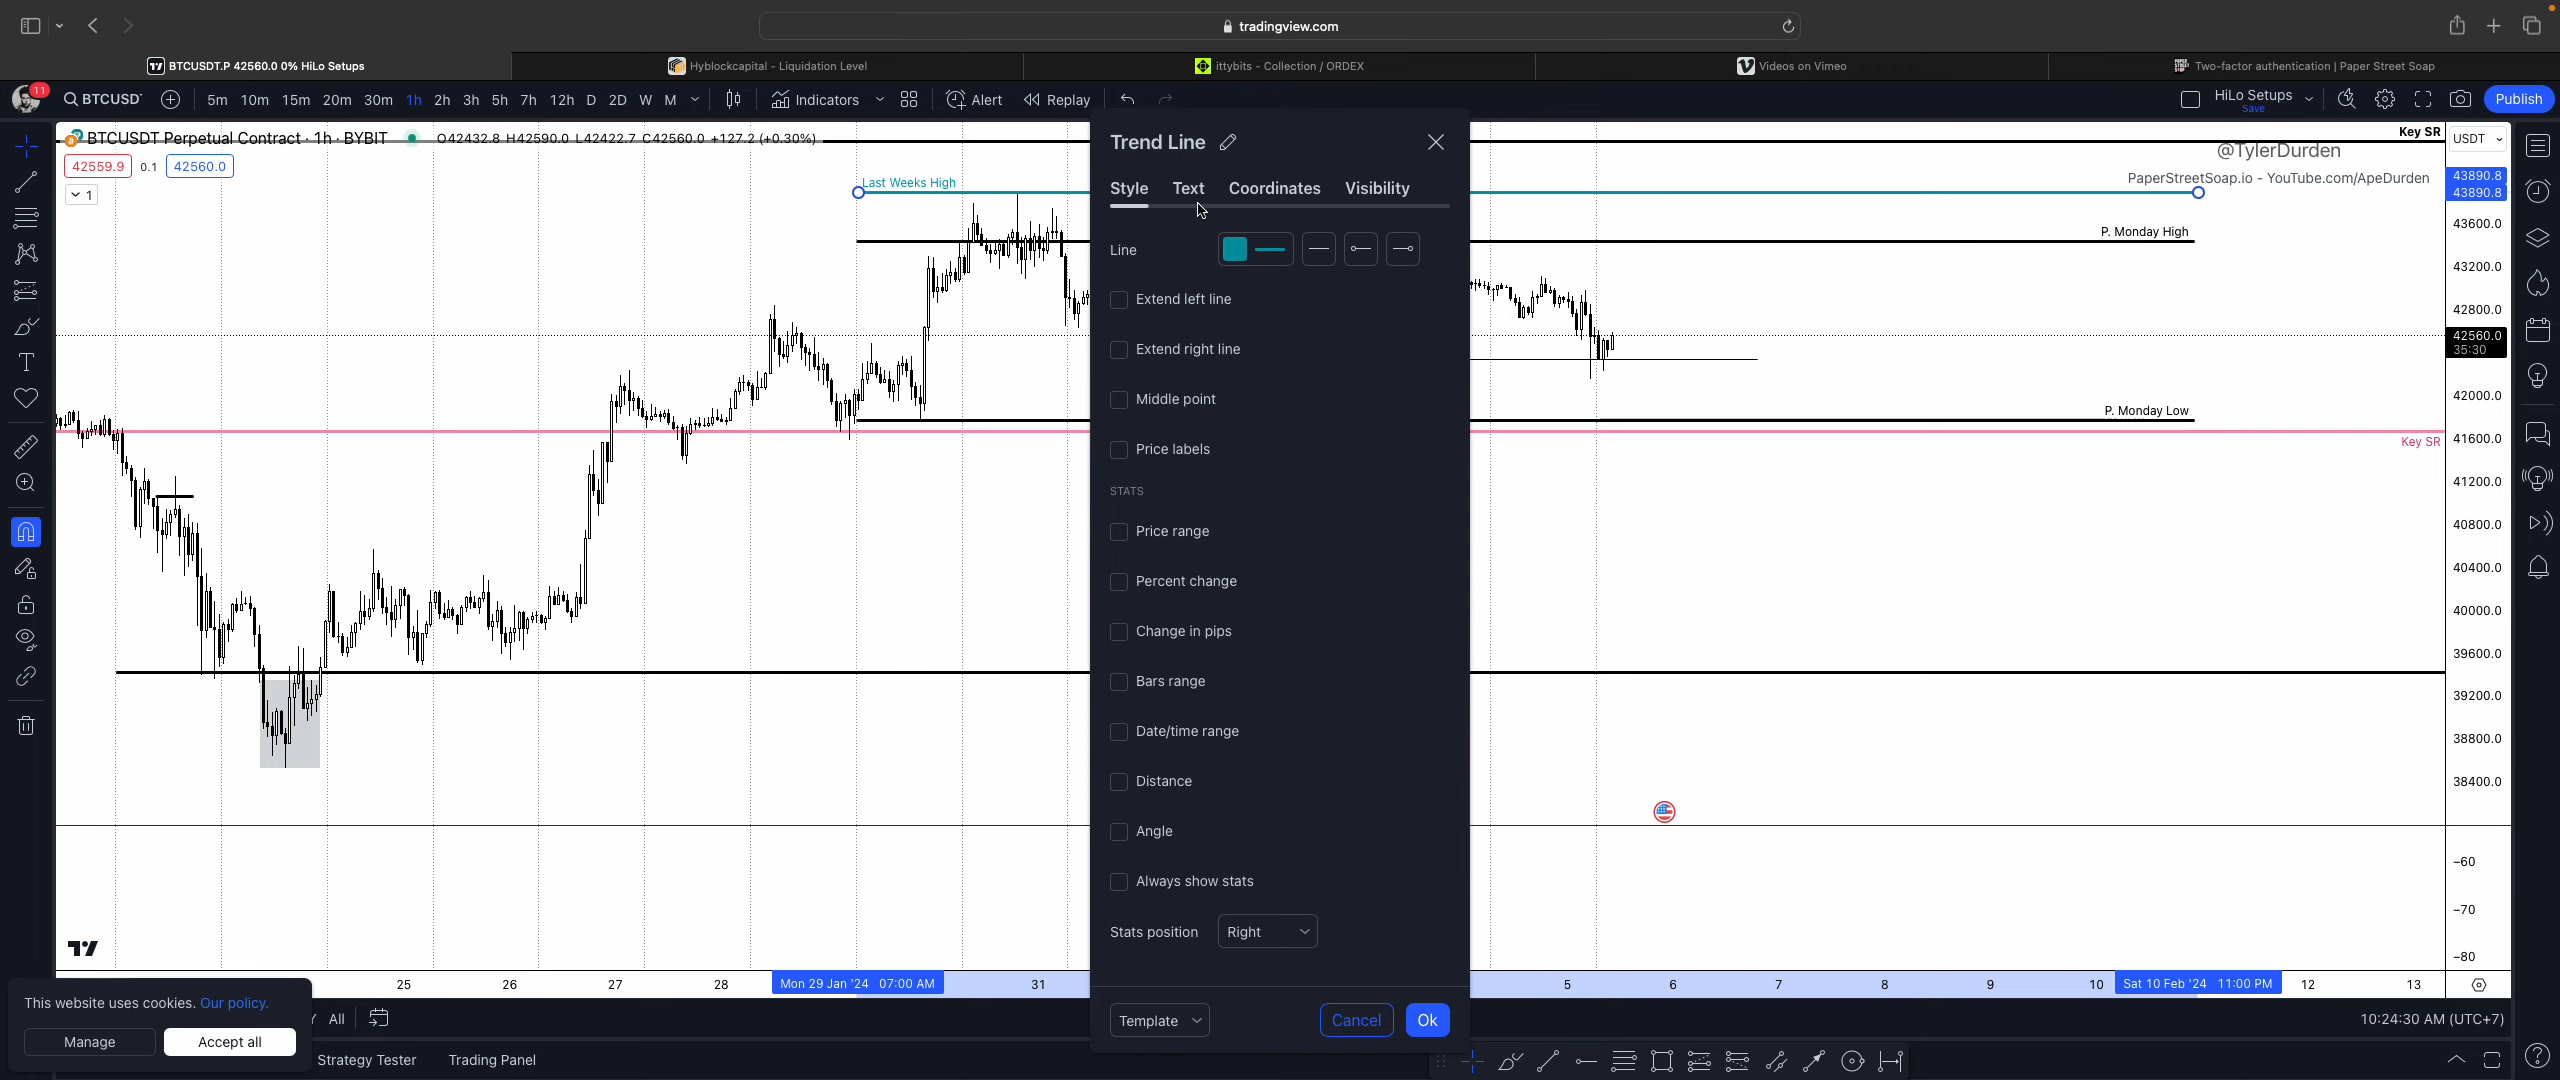 tradingview.com
BTCUSDT.P 42560.0 0% HiLo Setups
Hyblockcapital - Liquidation Level
ittybits - Collection / ORDEX
Videos on Vimeo
Two-factor authentication | Paper Street Soap
11
BTCUSD
5m 10m 15m 20m 30m 1h 2h 3h 5h 7h 12h D 2D W M
Indicators
Alert
Replay
HiLo Setups
Save
Publish
BTCUSDT Perpetual Contract · 1h · BYBIT
O42432.8 H42590.0 L42422.7 C42560.0 +127.2 (+0.30%)
42559.9
0.1
42560.0
1
Key SR
USDT
@TylerDurden
PaperStreetSoap.io - YouTube.com/ApeDurden
Last Weeks High
P. Monday High
P. Monday Low
Key SR
43890.8
43890.8
43600.0
43200.0
42800.0
42560.0
35:30
42000.0
41600.0
41200.0
40800.0
40400.0
40000.0
39600.0
39200.0
38800.0
38400.0
−60
−70
−80
Trend Line
Style
Text
Coordinates
Visibility
Line
Extend left line
Extend right line
Middle point
Price labels
STATS
Price range
Percent change
Change in pips
Bars range
Date/time range
Distance
Angle
Always show stats
Stats position
Right
Template
Cancel
Ok
25 26 27 28
Mon 29 Jan '24 07:00 AM
31
5 6 7 8 9 10
Sat 10 Feb '24 11:00 PM
12 13
This website uses cookies. Our policy.
Manage
Accept all
All
10:24:30 AM (UTC+7)
Strategy Tester
Trading Panel